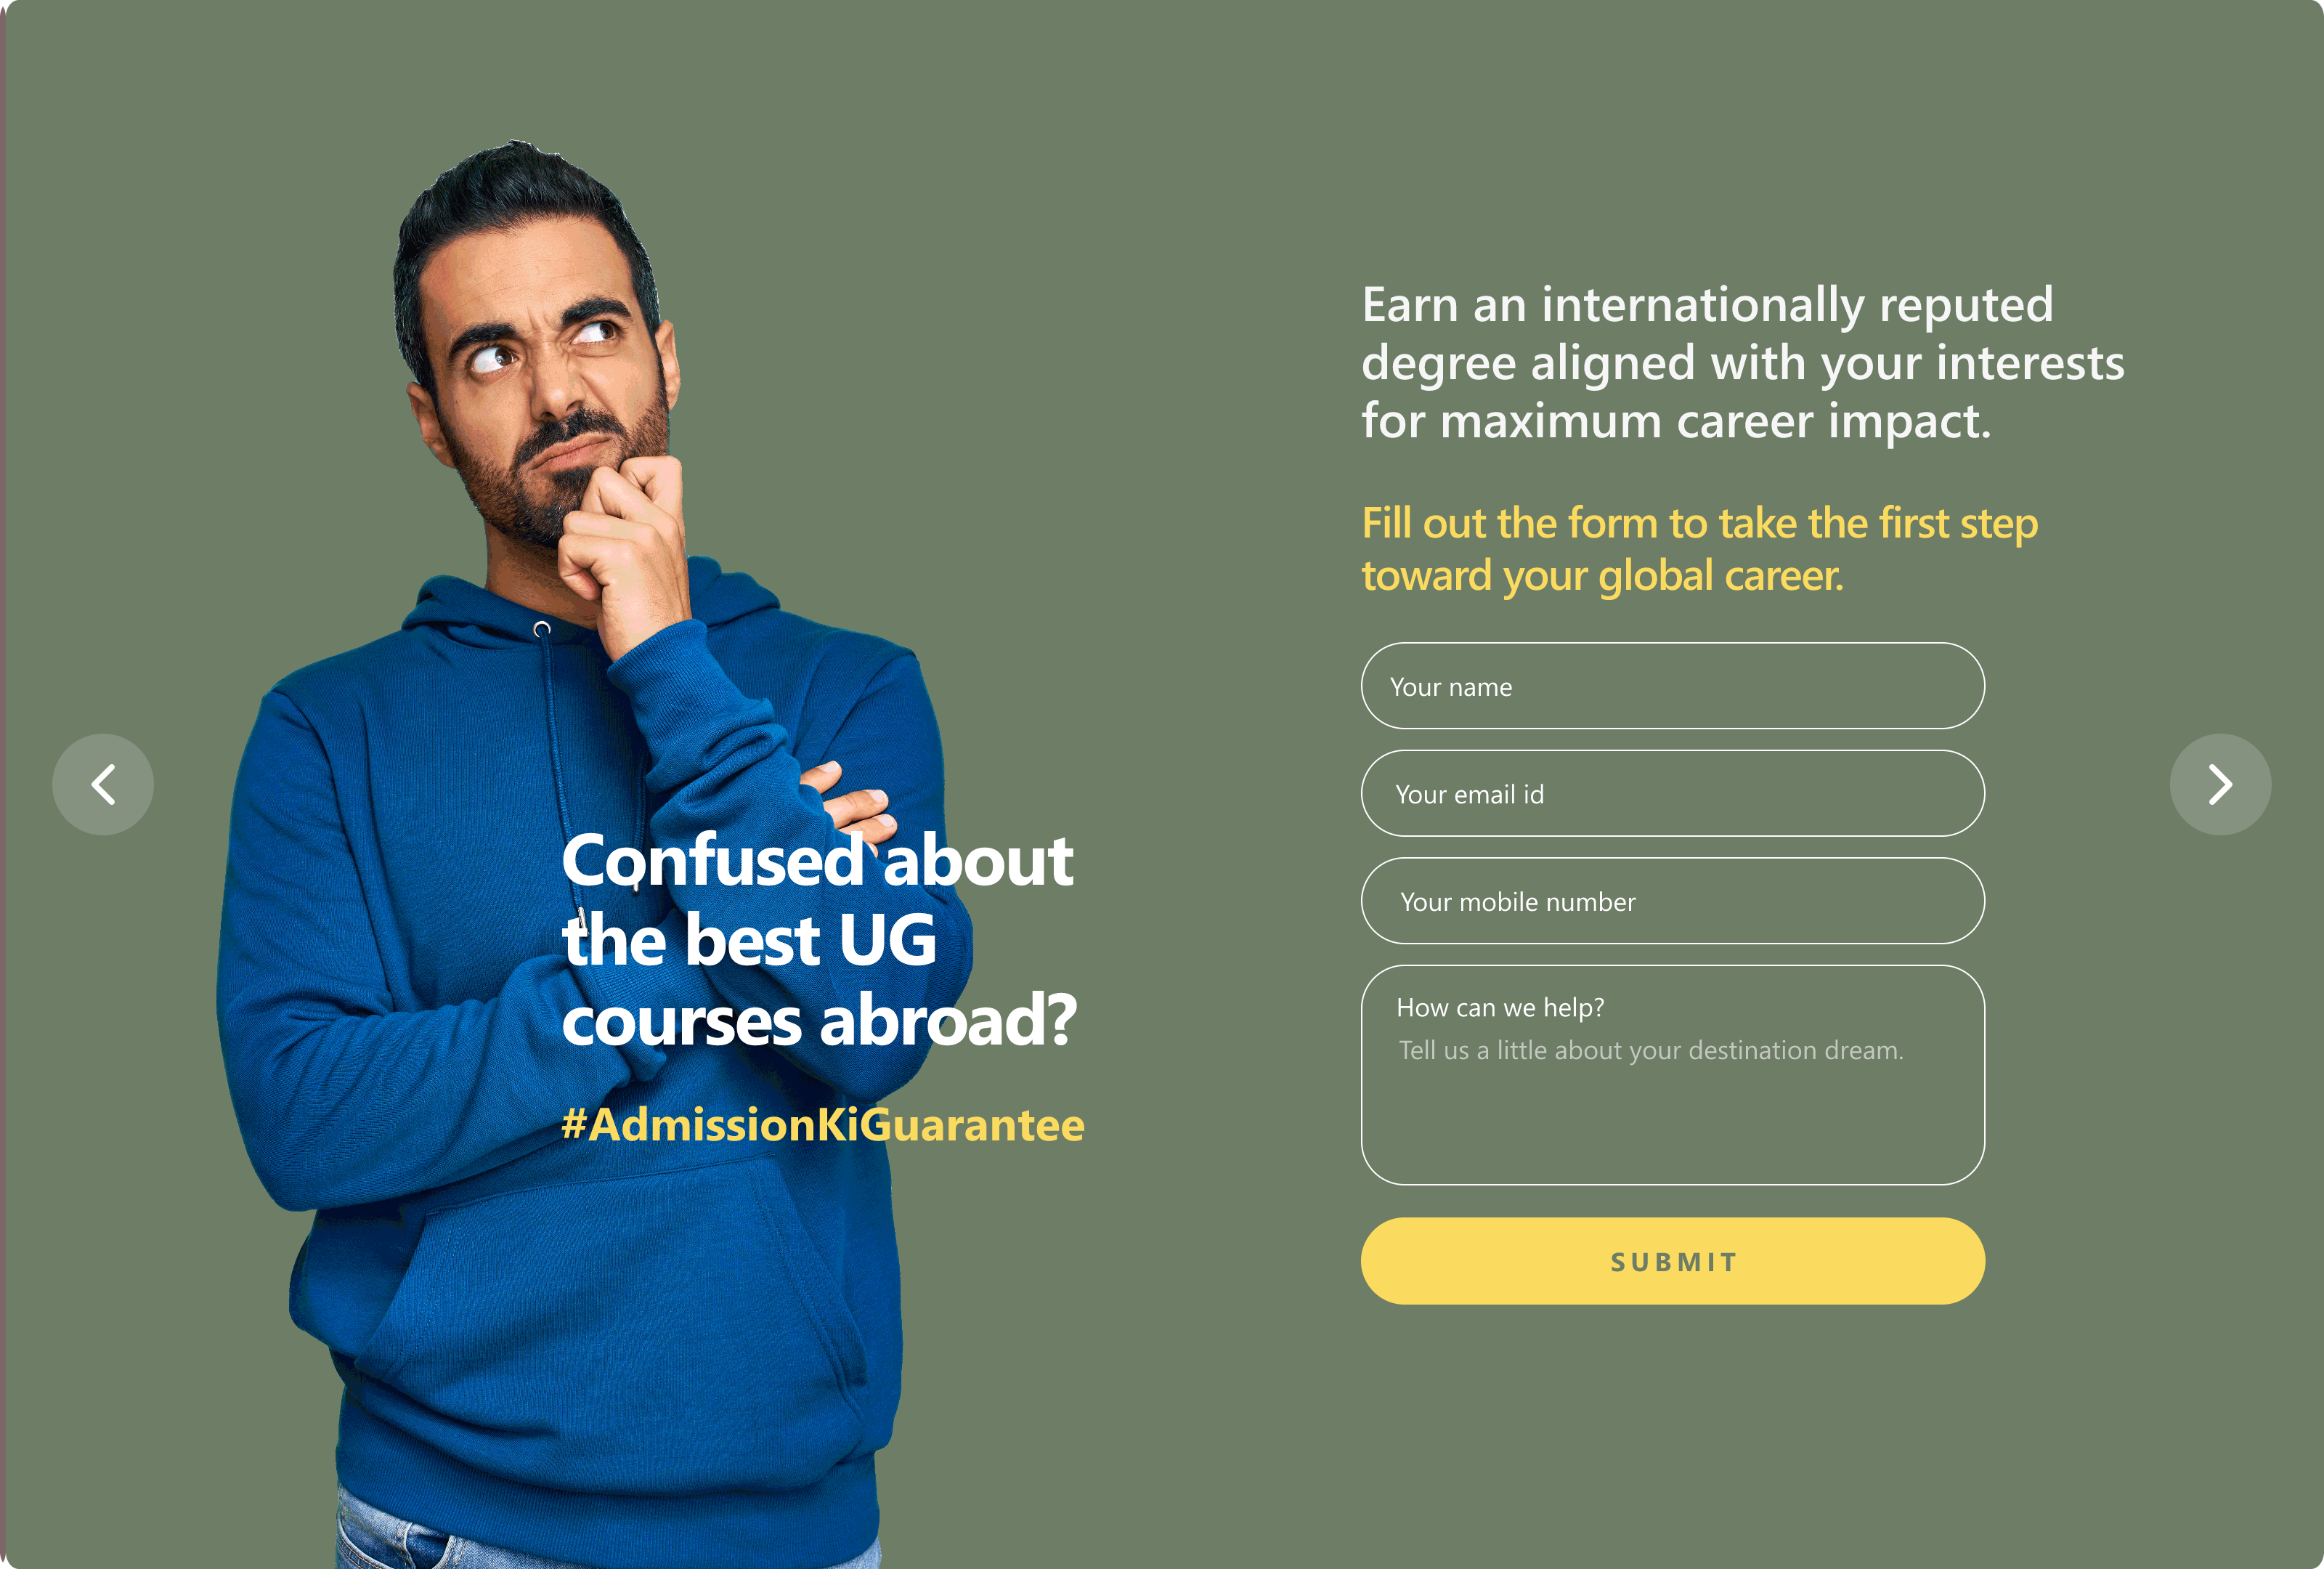 Confused about
the best UG
courses abroad?
#AdmissionKiGuarantee
Earn an internationally reputed
degree aligned with your interests
for maximum career impact.
Fill out the form to take the first step
toward your global career.
Your name
Your email id
Your mobile number
How can we help?
Tell us a little about your destination dream.
SUBMIT